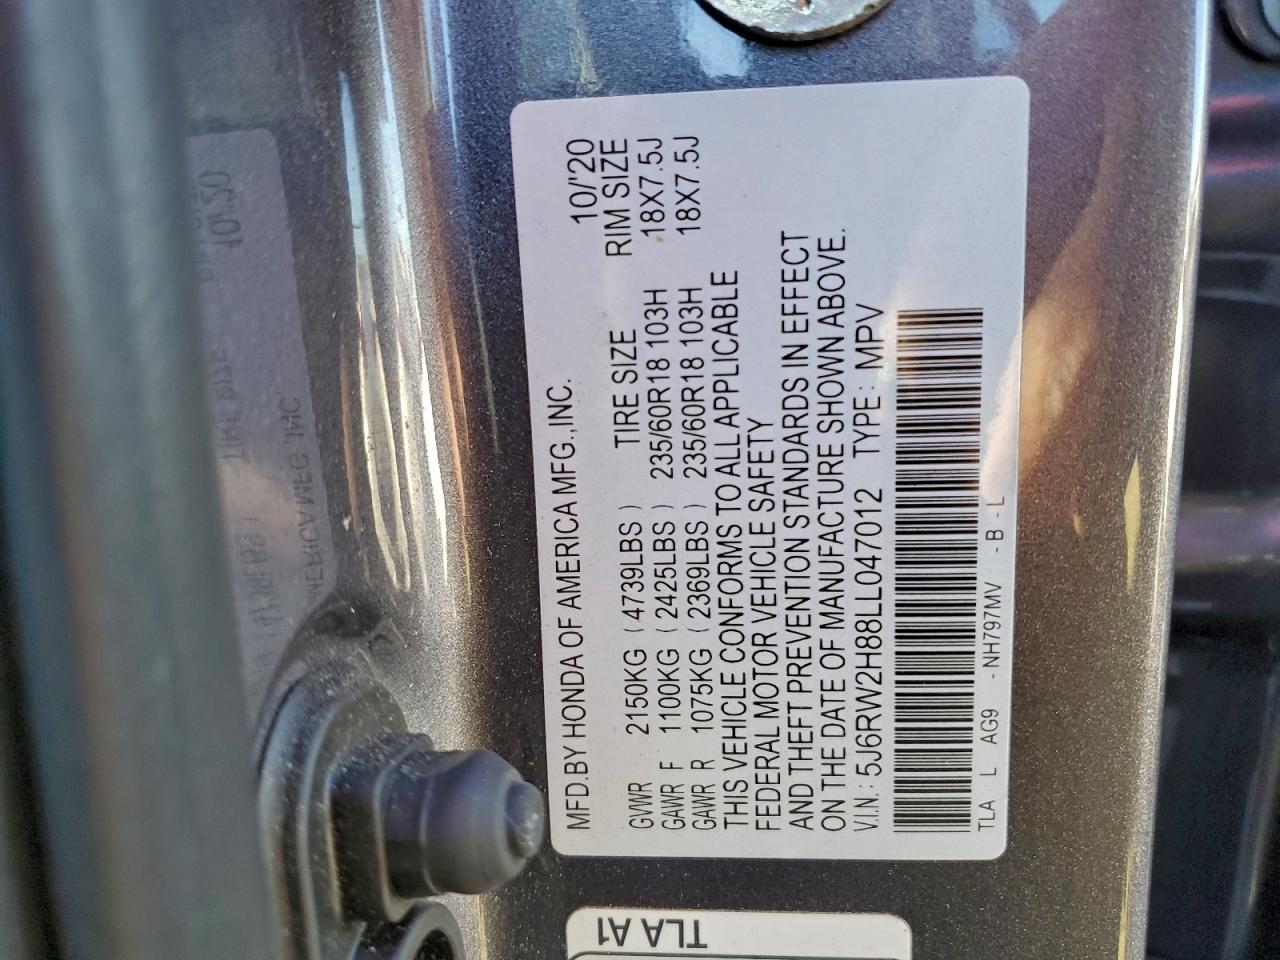 MFD. BY HONDA OF AMERICA MFG., INC. 10/'20
TIRE SIZE RIM SIZE
GVWR 2150KG ( 4739LBS )
GAWR F 1100KG ( 2425LBS ) 235/60R18 103H 18X7.5J
GAWR R 1075KG ( 2369LBS ) 235/60R18 103H 18X7.5J
THIS VEHICLE CONFORMS TO ALL APPLICABLE
FEDERAL MOTOR VEHICLE SAFETY
AND THEFT PREVENTION STANDARDS IN EFFECT
ON THE DATE OF MANUFACTURE SHOWN ABOVE.
V.I.N.: 5J6RW2H88LL047012 TYPE: MPV
TLA L AG9 -NH797MV -B-L
TLA A1